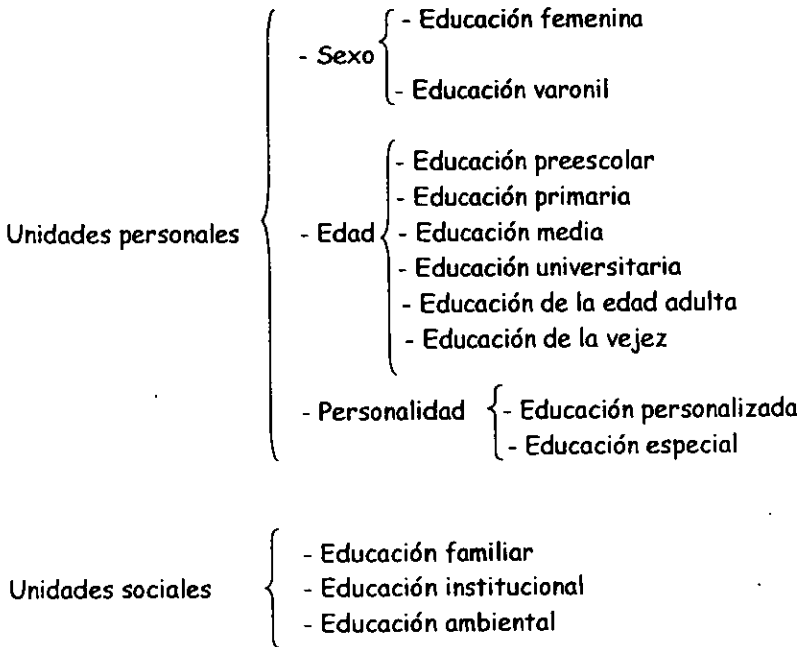 - Educación femenina
- Sexo
- Educación varonil
- Educación preescolar
- Educación primaria
Unidades personales - Edad - Educación media
- Educación universitaria
- Educación de la edad adulta
- Educación de la vejez
- Personalidad - Educación personalizada
- Educación especial
- Educación familiar
Unidades sociales - Educación institucional
- Educación ambiental